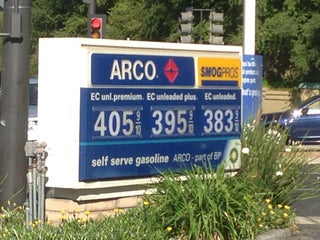 ARCO
SMOGPROS
EC unl.premium. EC unleaded plus. EC unleaded.
405 9/10 395 9/10 383 9/10
self serve gasoline ARCO - part of BP